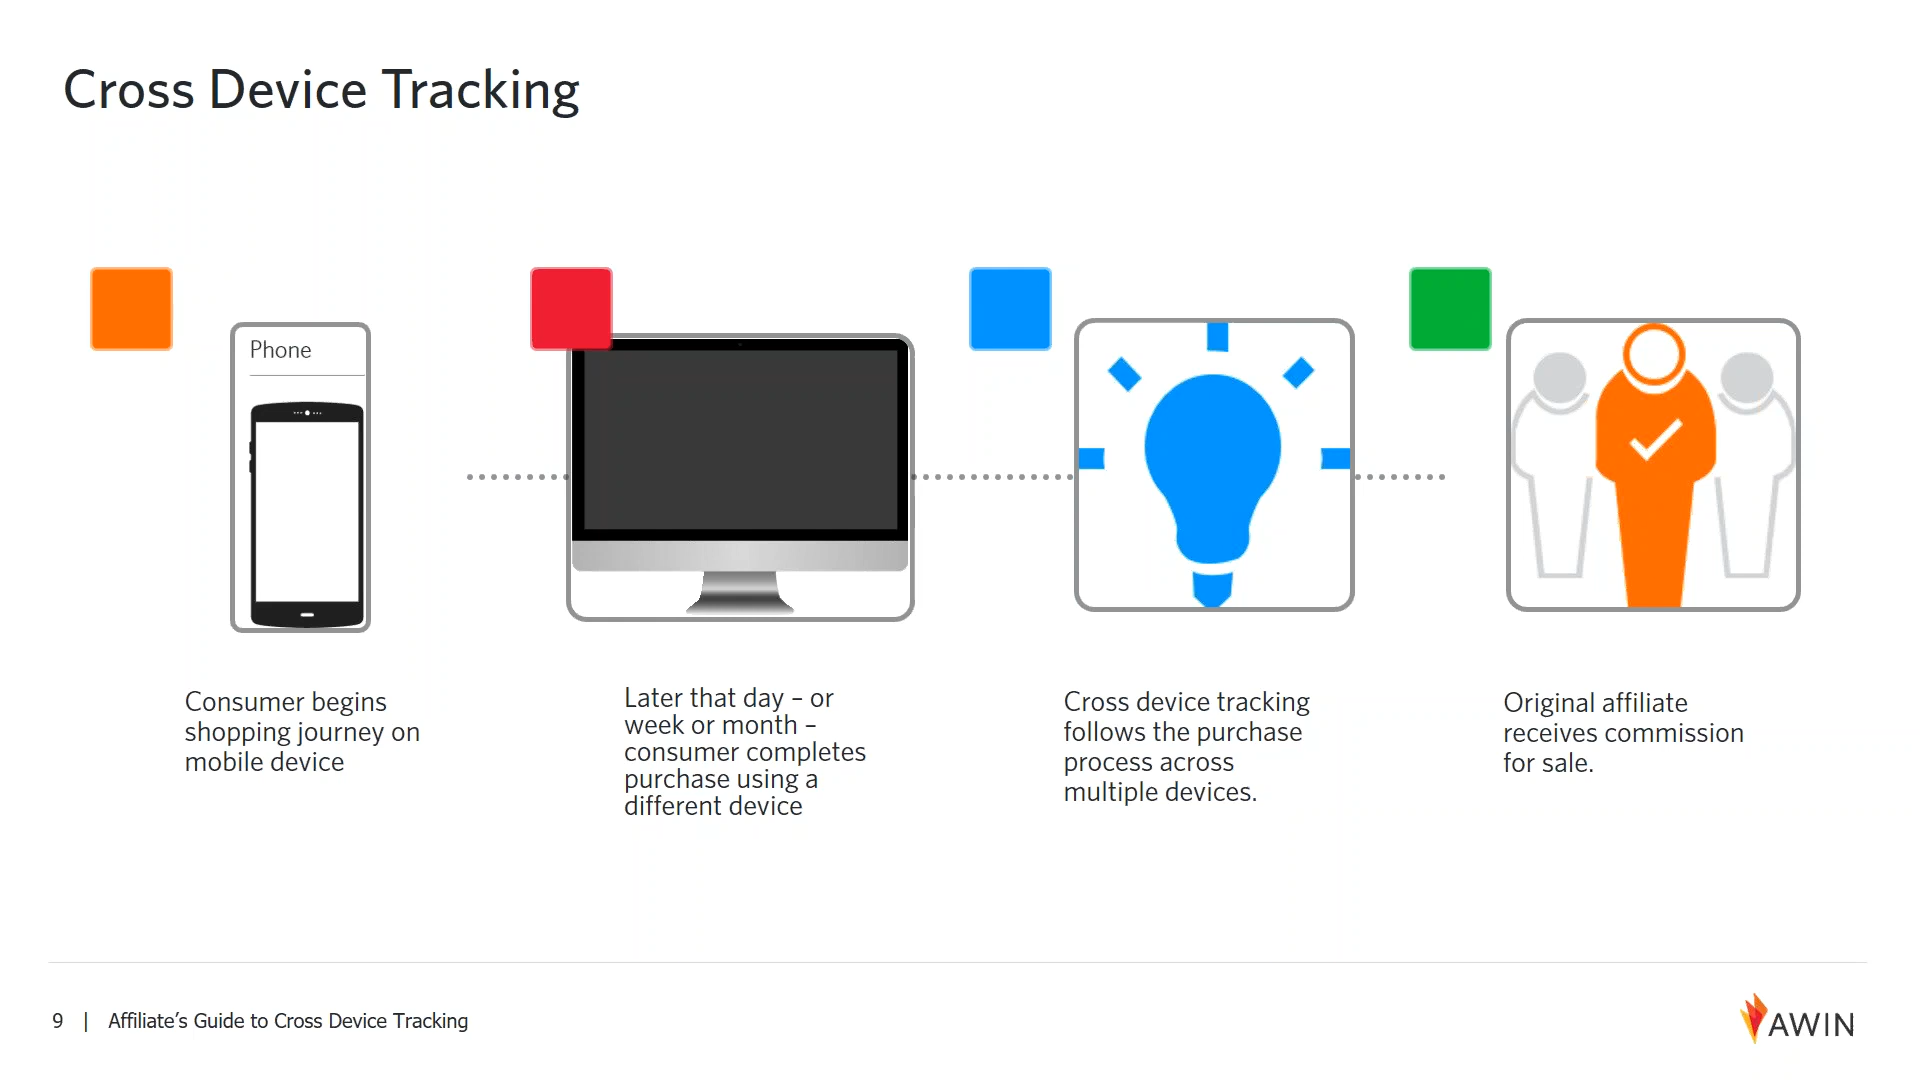 Cross Device Tracking
Phone
Consumer begins
shopping journey on
mobile device
Later that day – or
week or month –
consumer completes
purchase using a
different device
Cross device tracking
follows the purchase
process across
multiple devices.
Original affiliate
receives commission
for sale.
9 | Affiliate’s Guide to Cross Device Tracking
AWIN